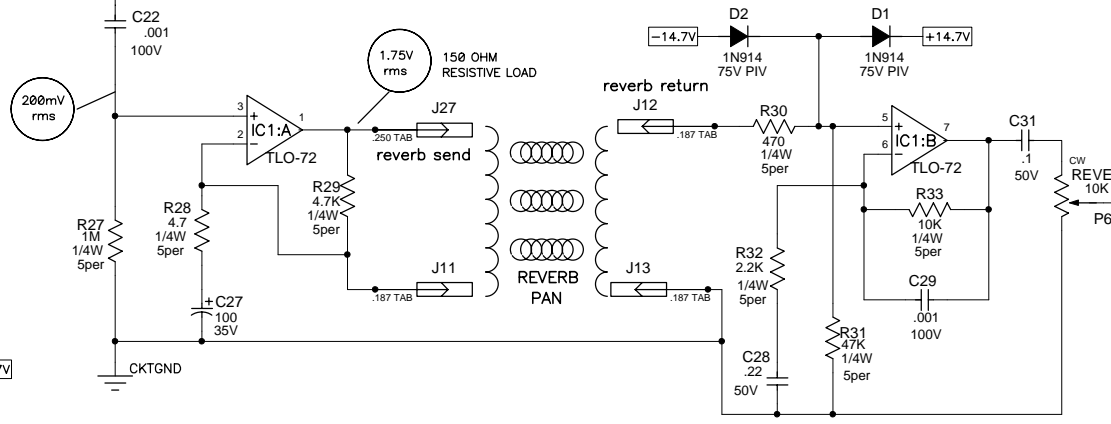 C22
.001
100V
200mV
rms
3
+
2
−
1
IC1:A
TLO-72
R27
1M
1/4W
5per
R28
4.7
1/4W
5per
+
C27
100
35V
CKTGND
1.75V
rms
150 OHM
RESISTIVE LOAD
J27
.250 TAB
reverb send
R29
4.7K
1/4W
5per
J11
.187 TAB
REVERB
PAN
reverb return
J12
.187 TAB
J13
.187 TAB
R30
470
1/4W
5per
-14.7V
D2
1N914
75V PIV
D1
1N914
75V PIV
+14.7V
5
+
6
−
7
IC1:B
TLO-72
R33
10K
1/4W
5per
C29
.001
100V
R32
2.2K
1/4W
5per
C28
.22
50V
R31
47K
1/4W
5per
C31
.1
50V
CW
REVE
10K
P6
V